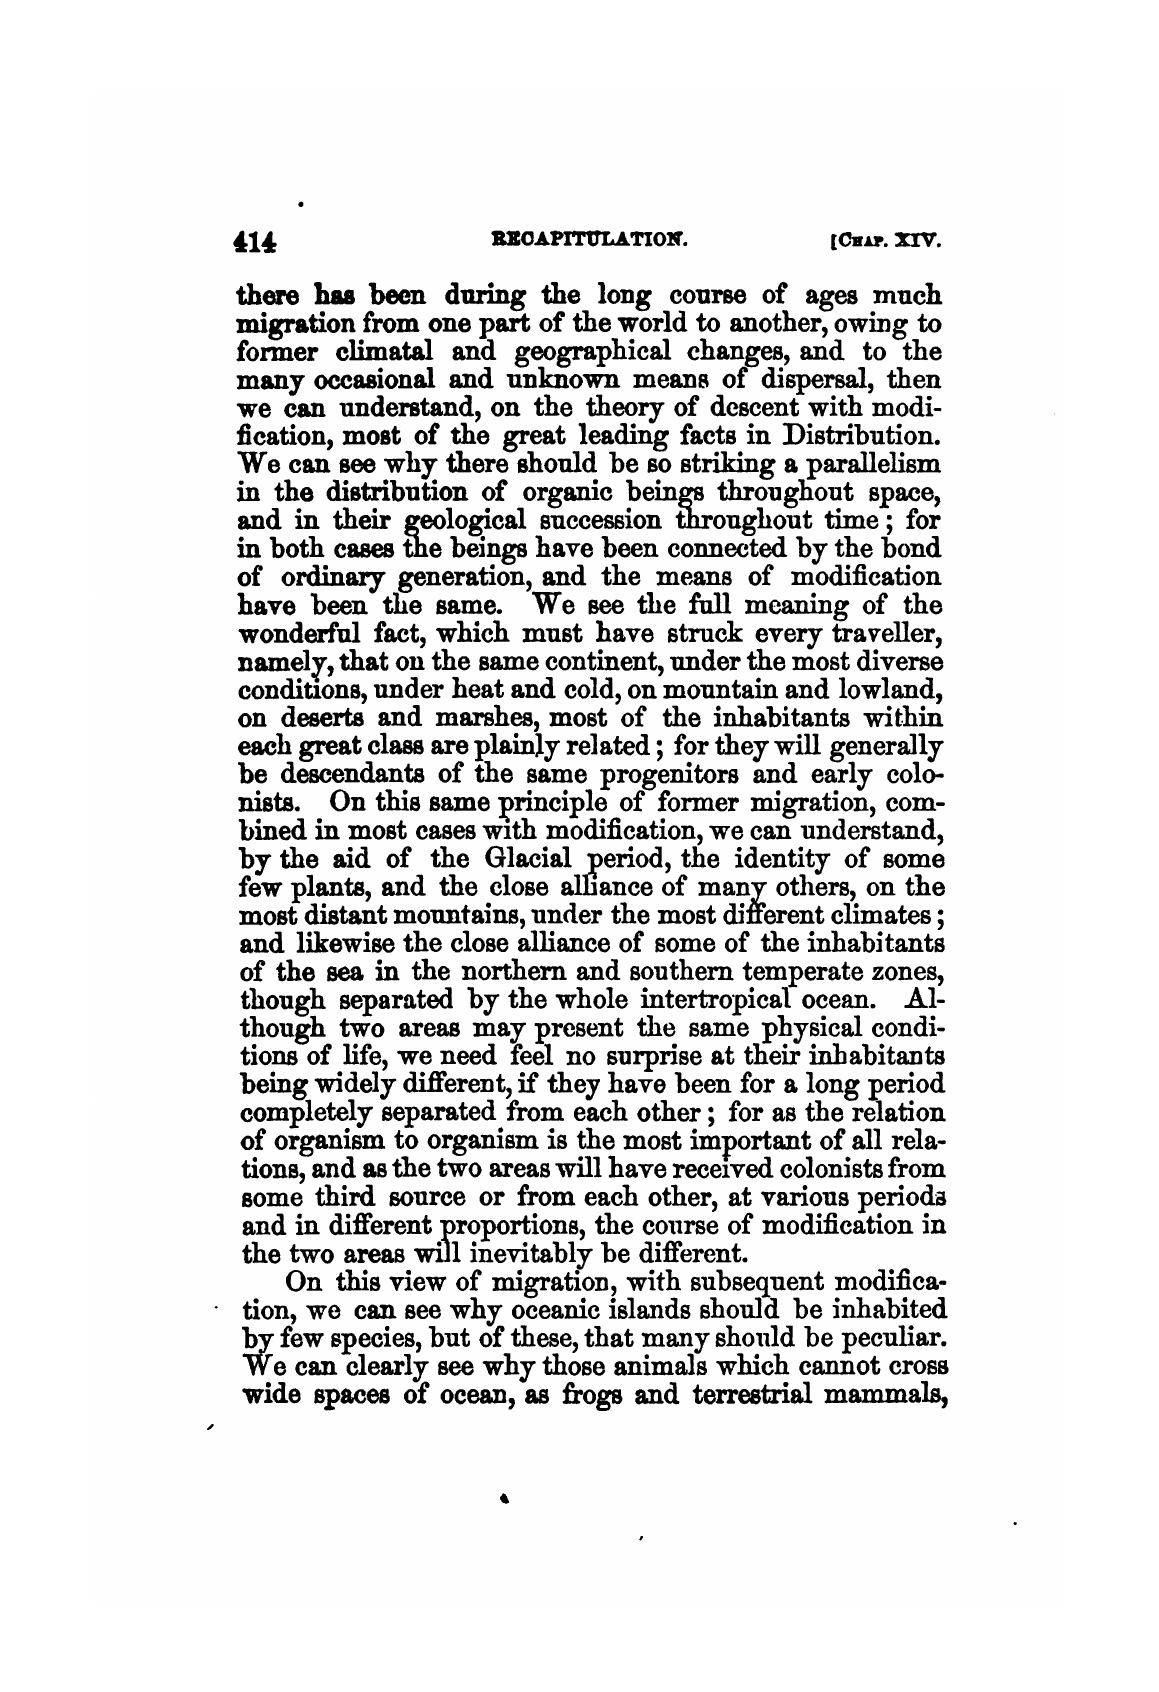 414 RECAPITULATION. [CHAP. XIV.
there has been during the long course of ages much
migration from one part of the world to another, owing to
former climatal and geographical changes, and to the
many occasional and unknown means of dispersal, then
we can understand, on the theory of descent with modi-
fication, most of the great leading facts in Distribution.
We can see why there should be so striking a parallelism
in the distribution of organic beings throughout space,
and in their geological succession throughout time; for
in both cases the beings have been connected by the bond
of ordinary generation, and the means of modification
have been the same. We see the full meaning of the
wonderful fact, which must have struck every traveller,
namely, that on the same continent, under the most diverse
conditions, under heat and cold, on mountain and lowland,
on deserts and marshes, most of the inhabitants within
each great class are plainly related; for they will generally
be descendants of the same progenitors and early colo-
nists. On this same principle of former migration, com-
bined in most cases with modification, we can understand,
by the aid of the Glacial period, the identity of some
few plants, and the close alliance of many others, on the
most distant mountains, under the most different climates;
and likewise the close alliance of some of the inhabitants
of the sea in the northern and southern temperate zones,
though separated by the whole intertropical ocean. Al-
though two areas may present the same physical condi-
tions of life, we need feel no surprise at their inhabitants
being widely different, if they have been for a long period
completely separated from each other; for as the relation
of organism to organism is the most important of all rela-
tions, and as the two areas will have received colonists from
some third source or from each other, at various periods
and in different proportions, the course of modification in
the two areas will inevitably be different.
On this view of migration, with subsequent modifica-
tion, we can see why oceanic islands should be inhabited
by few species, but of these, that many should be peculiar.
We can clearly see why those animals which cannot cross
wide spaces of ocean, as frogs and terrestrial mammals,